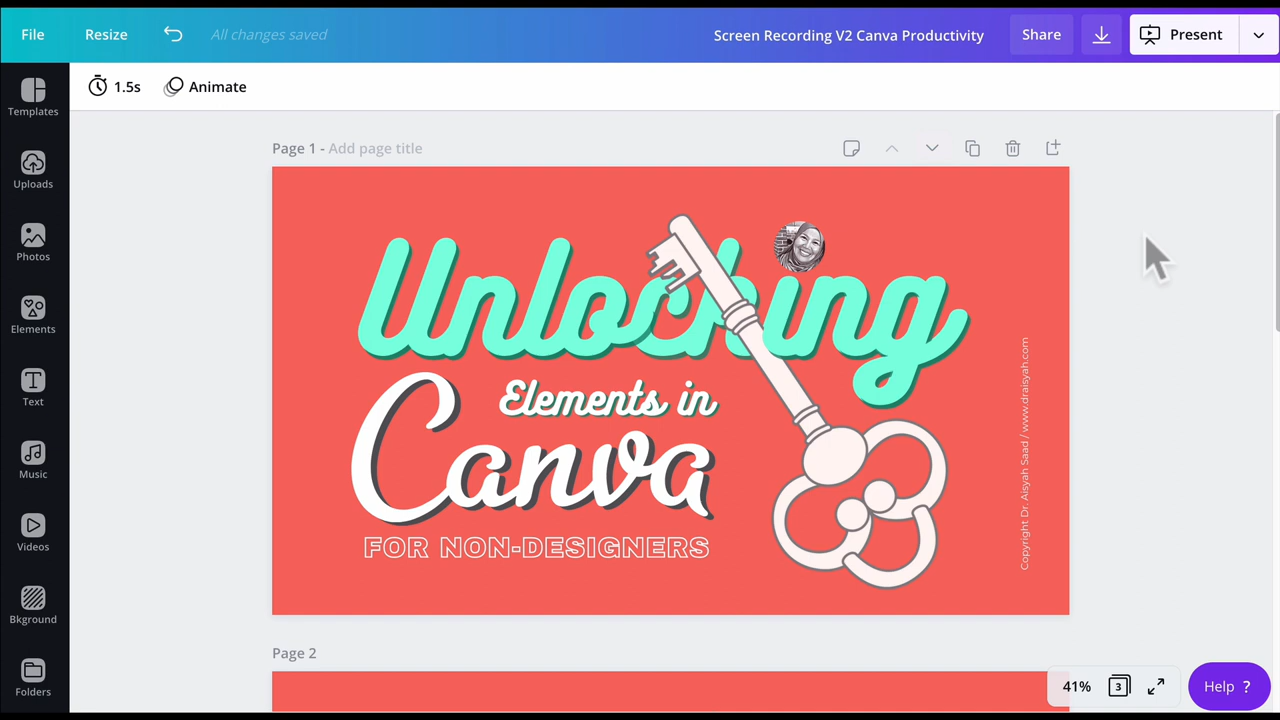 File Resize All changes saved Screen Recording V2 Canva Productivity Share Present
1.5s Animate
Templates
Uploads
Photos
Elements
Text
Music
Videos
Bkground
Folders
Page 1 - Add page title
Unlocking
Elements in
Canva
FOR NON-DESIGNERS
Copyright Dr. Aisyah Saad / www.draisyah.com
Page 2
41% 3 Help ?